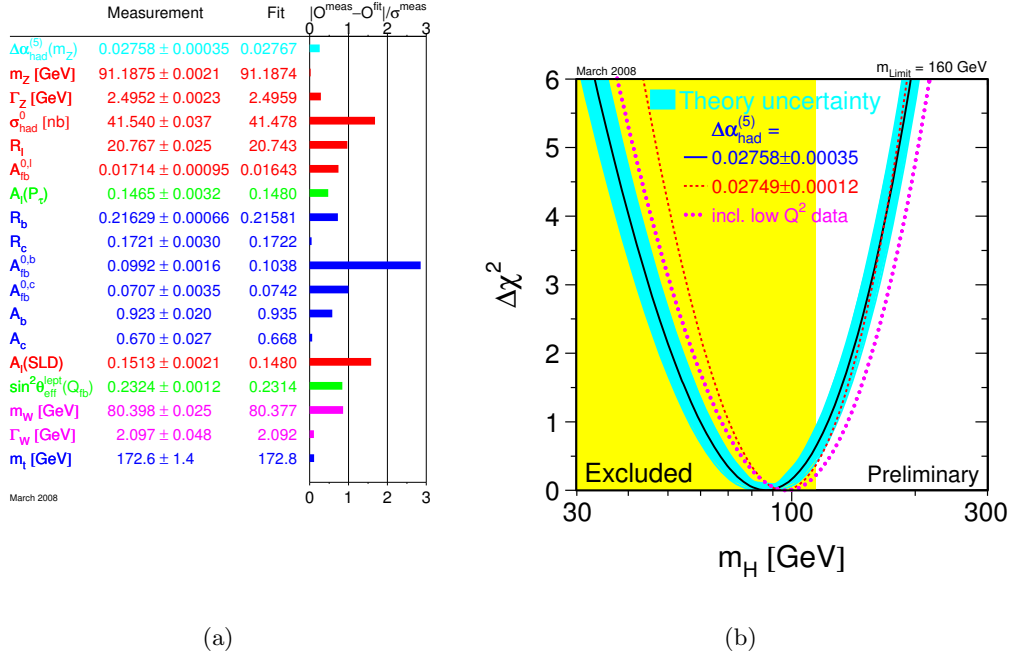 Measurement Fit |O^meas−O^fit|/σ^meas
0 1 2 3
Δα_had^(5)(m_Z) 0.02758 ± 0.00035 0.02767
m_Z [GeV] 91.1875 ± 0.0021 91.1874
Γ_Z [GeV] 2.4952 ± 0.0023 2.4959
σ_had^0 [nb] 41.540 ± 0.037 41.478
R_l 20.767 ± 0.025 20.743
A_fb^0,l 0.01714 ± 0.00095 0.01643
A_l(P_τ) 0.1465 ± 0.0032 0.1480
R_b 0.21629 ± 0.00066 0.21581
R_c 0.1721 ± 0.0030 0.1722
A_fb^0,b 0.0992 ± 0.0016 0.1038
A_fb^0,c 0.0707 ± 0.0035 0.0742
A_b 0.923 ± 0.020 0.935
A_c 0.670 ± 0.027 0.668
A_l(SLD) 0.1513 ± 0.0021 0.1480
sin^2θ_eff^lept(Q_fb) 0.2324 ± 0.0012 0.2314
m_W [GeV] 80.398 ± 0.025 80.377
Γ_W [GeV] 2.097 ± 0.048 2.092
m_t [GeV] 172.6 ± 1.4 172.8
0 1 2 3
March 2008
(a)
March 2008 m_Limit = 160 GeV
6
5
4
3
2
1
0
Δχ^2
Theory uncertainty
Δα_had^(5) =
0.02758±0.00035
0.02749±0.00012
incl. low Q^2 data
Excluded Preliminary
30 100 300
m_H [GeV]
(b)